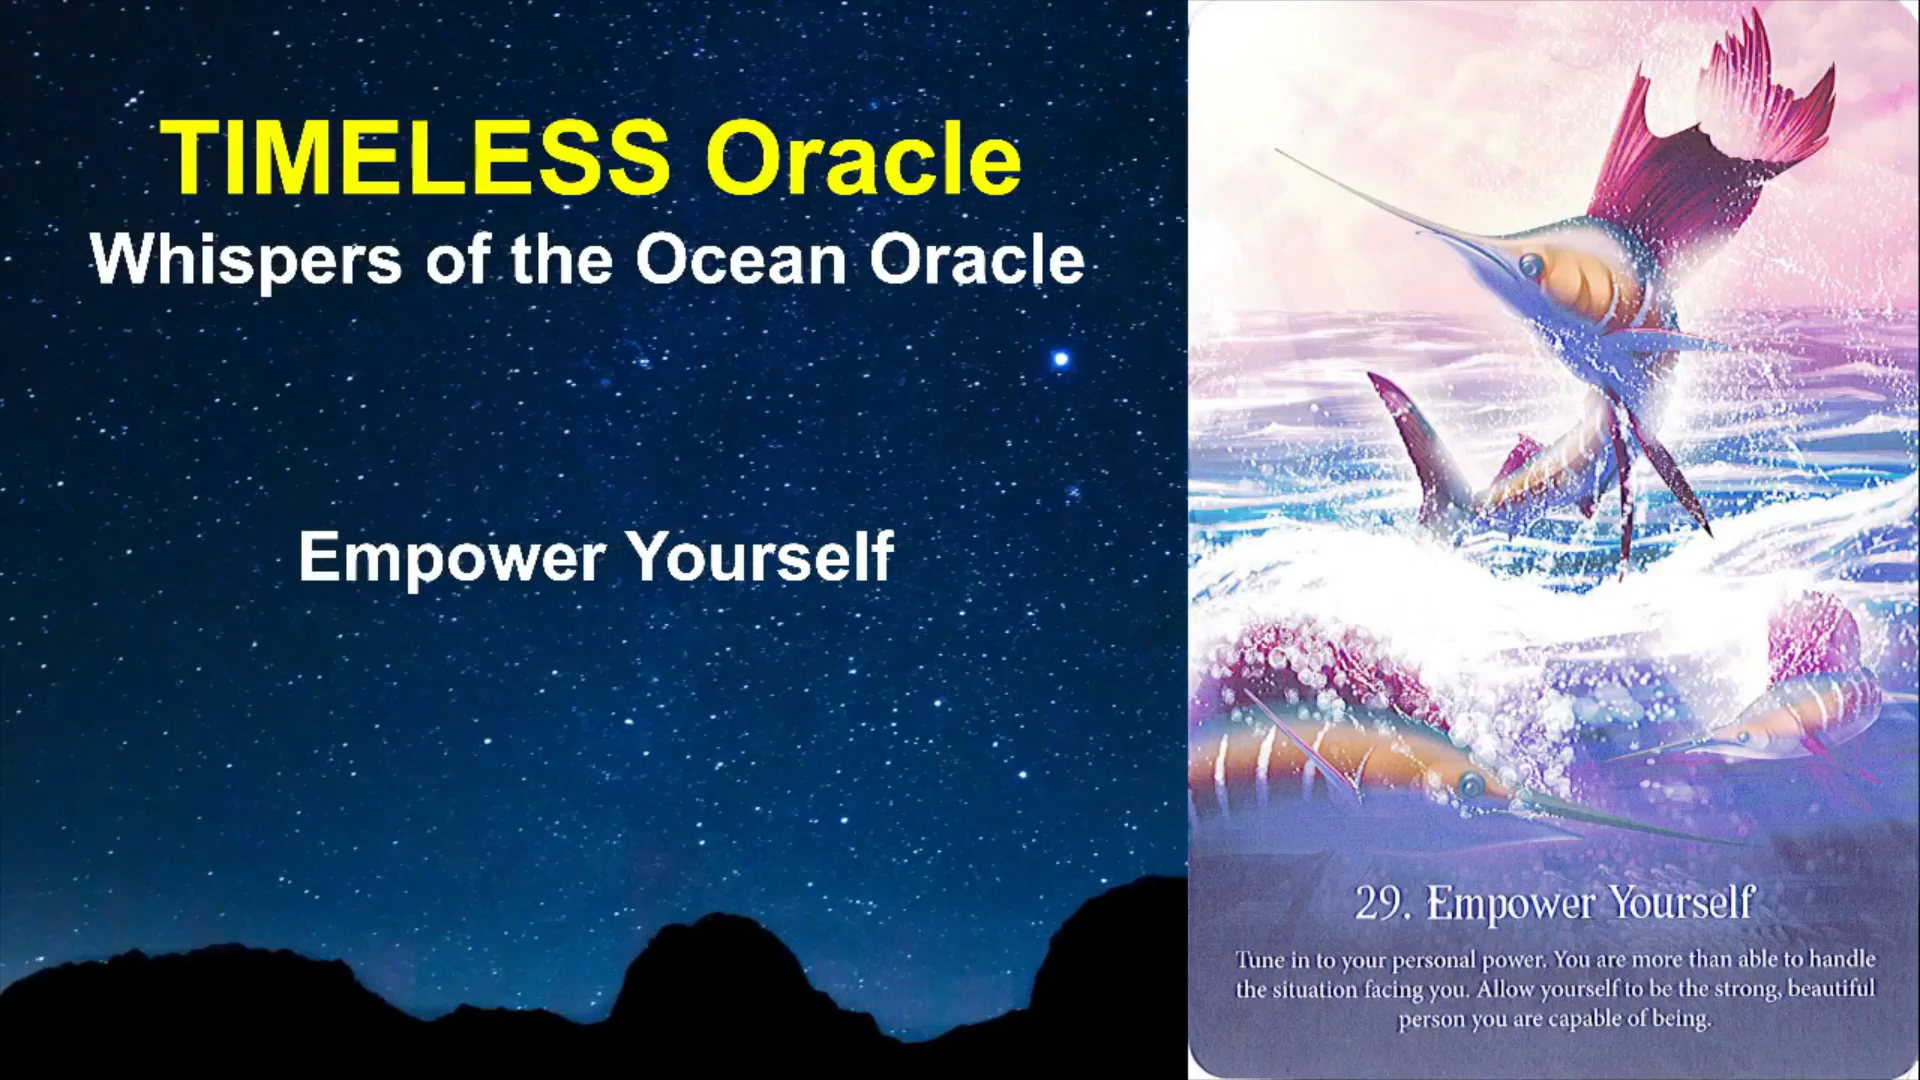 TIMELESS Oracle
Whispers of the Ocean Oracle
Empower Yourself
29. Empower Yourself
Tune in to your personal power. You are more than able to handle
the situation facing you. Allow yourself to be the strong, beautiful
person you are capable of being.